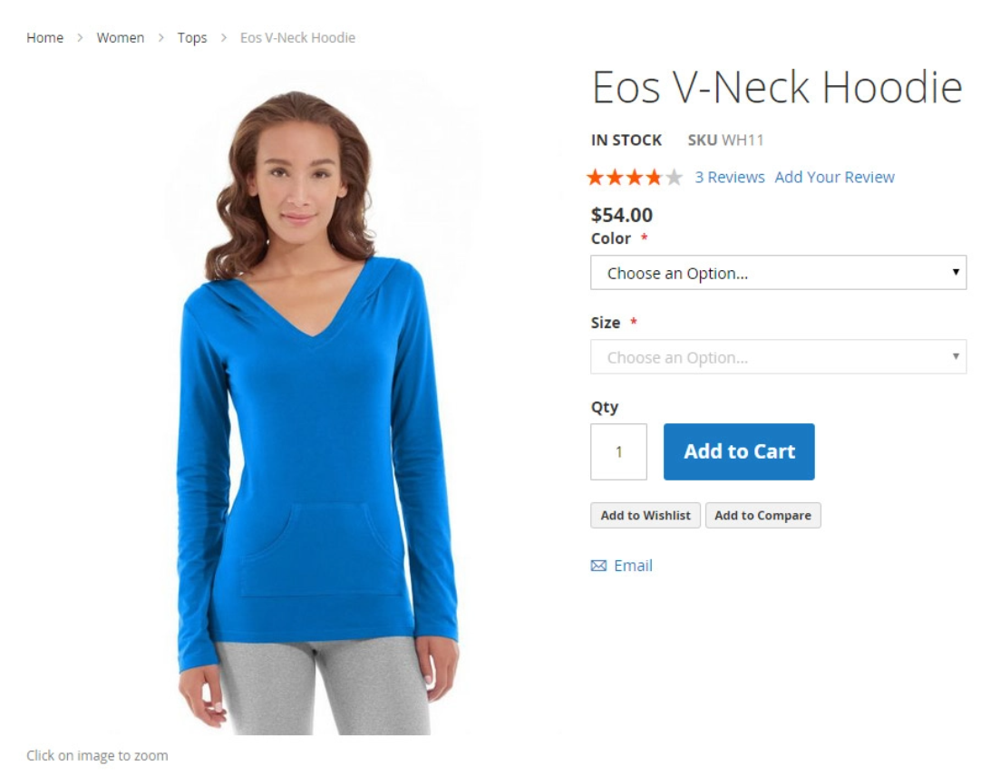 Home > Women > Tops > Eos V-Neck Hoodie
Eos V-Neck Hoodie
IN STOCK SKU WH11
3 Reviews Add Your Review
$54.00
Color *
Choose an Option...
Size *
Choose an Option...
Qty
1 Add to Cart
Add to Wishlist Add to Compare
Email
Click on image to zoom